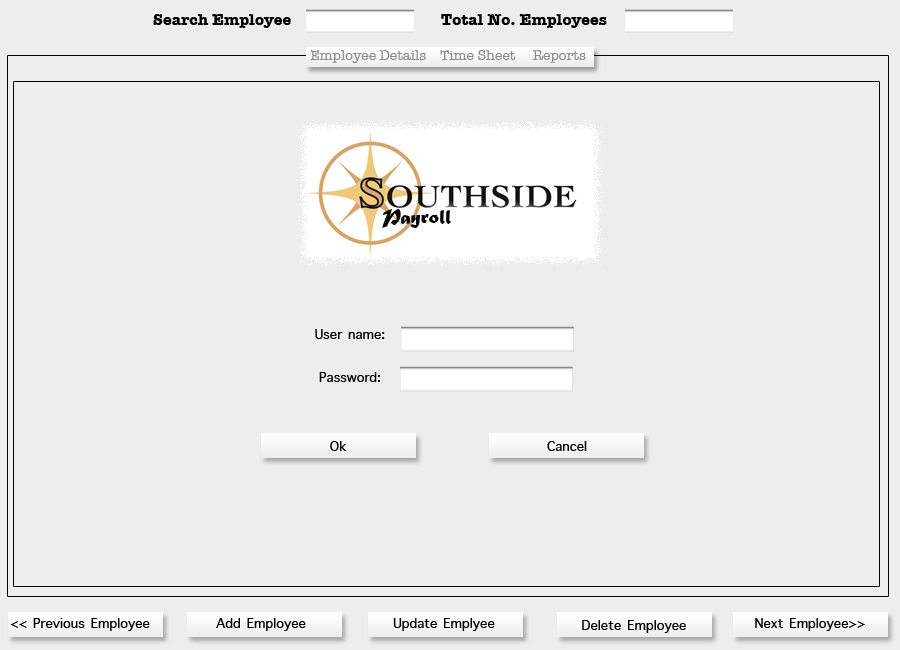 Search Employee Total No. Employees
Employee Details Time Sheet Reports
SOUTHSIDE
Payroll
User name:
Password:
Ok Cancel
<< Previous Employee Add Employee Update Emplyee Delete Employee Next Employee>>